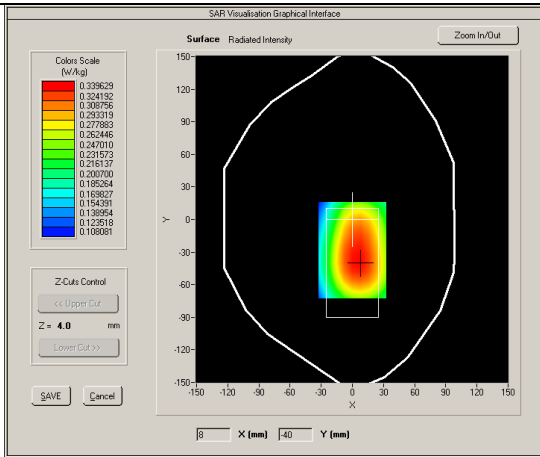 SAR Visualisation Graphical Interface
Surface Radiated Intensity
Zoom In/Out
Colors Scale
(W/kg)
0.339629
0.324192
0.308756
0.293319
0.277883
0.262446
0.247010
0.231573
0.216137
0.200700
0.185264
0.169827
0.154391
0.138954
0.123518
0.108081
150
120
90
60
30
0
-30
-60
-90
-120
-150
Y
-150 -120 -90 -60 -30 0 30 60 90 120 150
X
Z-Cuts Control
<< Upper Cut
Z = 4.0 mm
Lower Cut >>
SAVE Cancel
8 X (mm) -40 Y (mm)